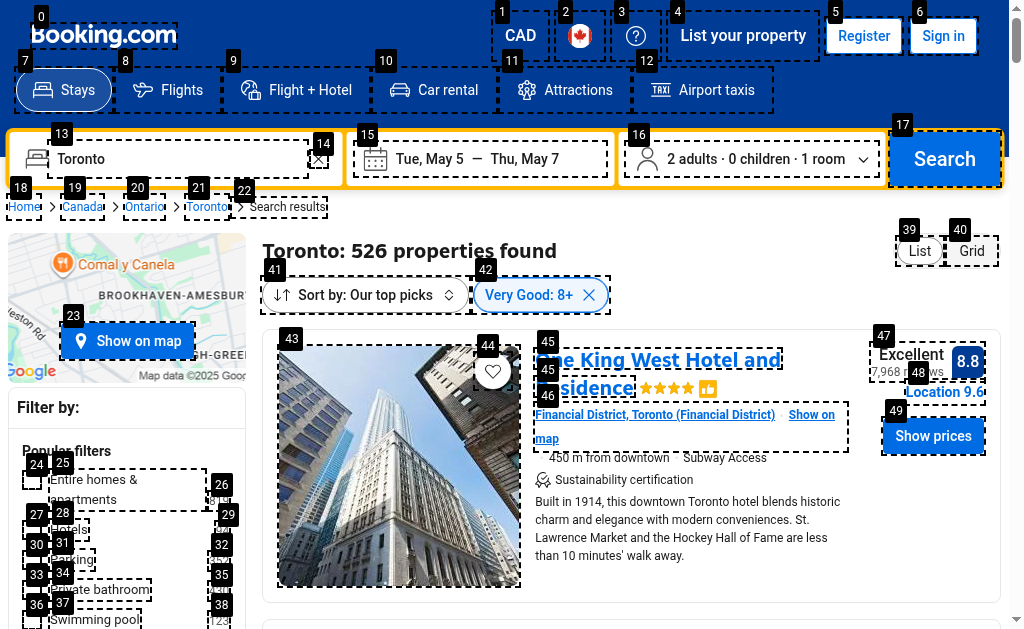 0
Booking.com
1
CAD
2
3
4
List your property
5
Register
6
Sign in
7
Stays
8
Flights
9
Flight + Hotel
10
Car rental
11
Attractions
12
Airport taxis
13
Toronto
14
15
Tue, May 5 — Thu, May 7
16
2 adults · 0 children · 1 room
17
Search
18
Home
19
Canada
20
Ontario
21
Toronto
22
Search results
Comal y Canela
BROOKHAVEN-AMESBUR
23
Show on map
Google
Map data ©2025 Goog
Filter by:
Popular filters
24
25
Entire homes &
apartments
26
27
28
Hotels
29
30
31
Parking
32
33
34
Private bathroom
35
36
37
Swimming pool
38
123
Toronto: 526 properties found
39
List
40
Grid
41
Sort by: Our top picks
42
Very Good: 8+
43
44
45
One King West Hotel and
45
Residence
46
Financial District, Toronto (Financial District)
Show on
map
450 m from downtown
Subway Access
Sustainability certification
Built in 1914, this downtown Toronto hotel blends historic
charm and elegance with modern conveniences. St.
Lawrence Market and the Hockey Hall of Fame are less
than 10 minutes' walk away.
47
Excellent
7,968 reviews
8.8
48
Location 9.6
49
Show prices